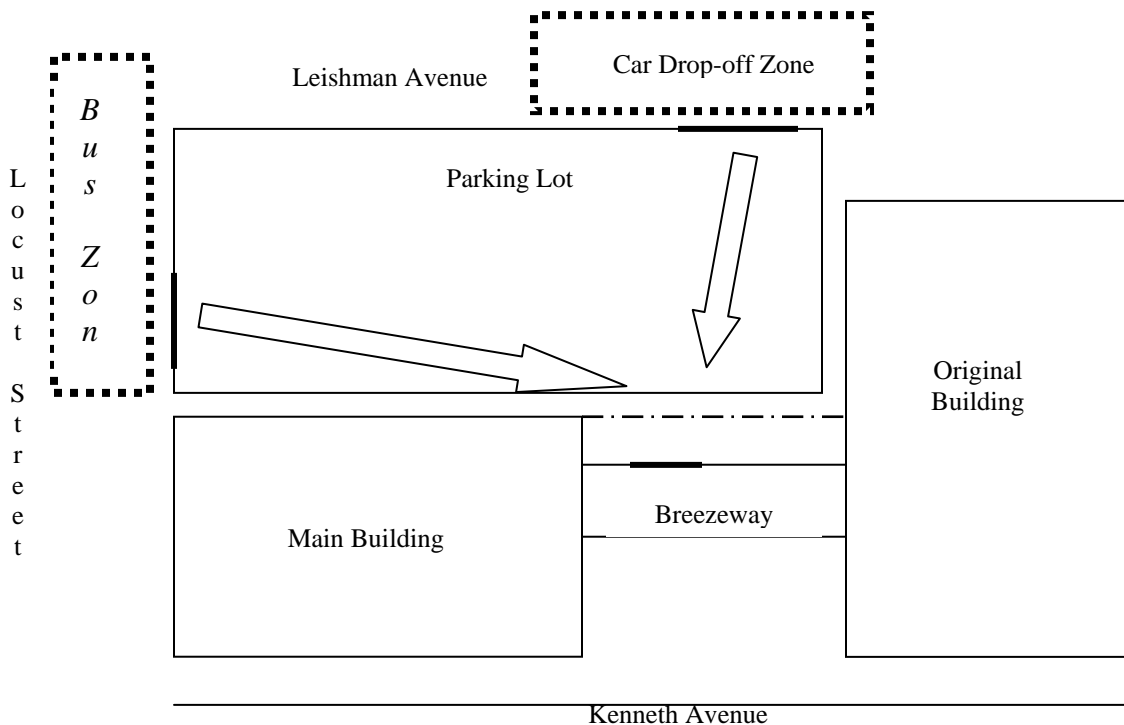 Car Drop-off Zone
Leishman Avenue
Bus Zon
Locust Street
Parking Lot
Original
Building
Breezeway
Main Building
Kenneth Avenue